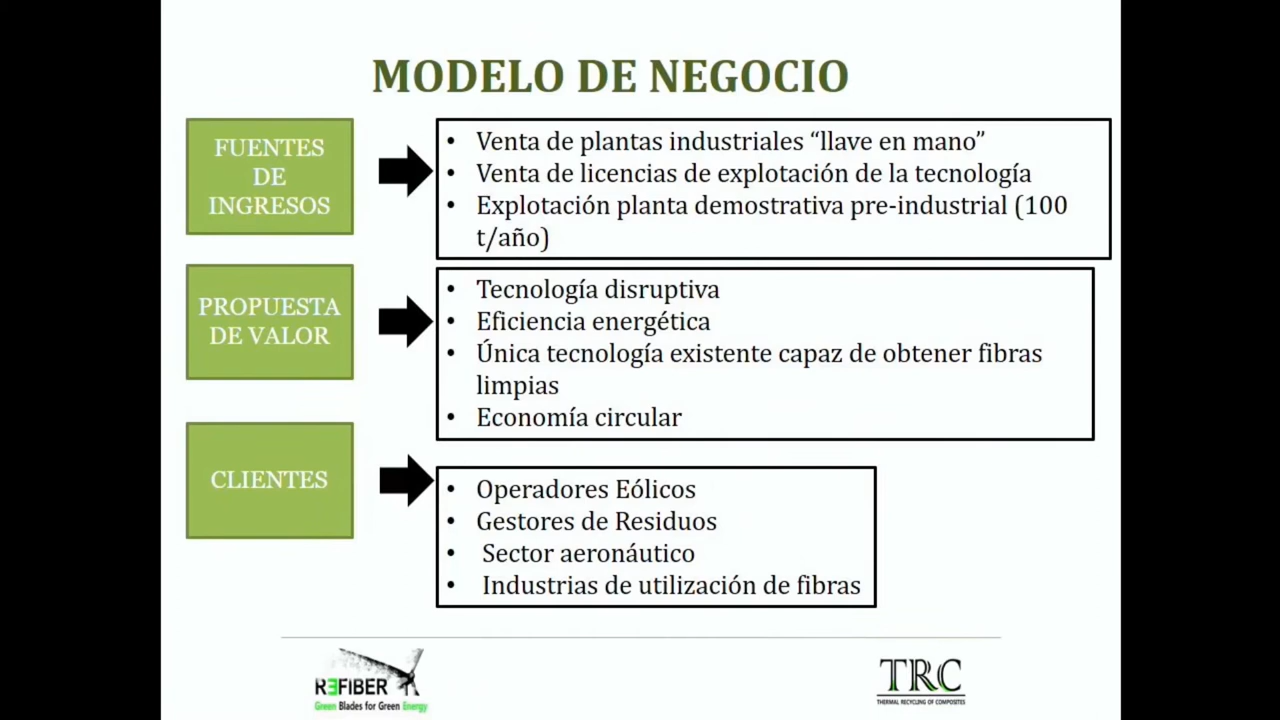 MODELO DE NEGOCIO
FUENTES
DE
INGRESOS
• Venta de plantas industriales “llave en mano”
• Venta de licencias de explotación de la tecnología
• Explotación planta demostrativa pre-industrial (100
t/año)
PROPUESTA
DE VALOR
• Tecnología disruptiva
• Eficiencia energética
• Única tecnología existente capaz de obtener fibras
limpias
• Economía circular
CLIENTES
• Operadores Eólicos
• Gestores de Residuos
• Sector aeronáutico
• Industrias de utilización de fibras
REFIBER
Green Blades for Green Energy
TRC
THERMAL RECYCLING OF COMPOSITES